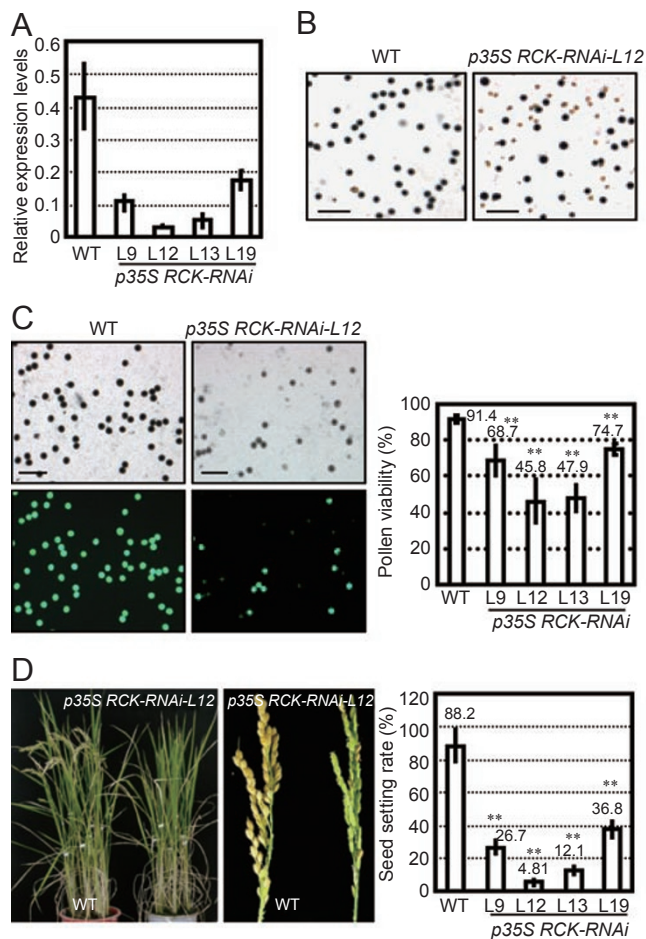 A
0.6
0.5
0.4
0.3
0.2
0.1
0
Relative expression levels
WT L9 L12 L13 L19
p35S RCK-RNAi
B
WT p35S RCK-RNAi-L12
C
WT p35S RCK-RNAi-L12
100
80
60
40
20
0
Pollen viability (%)
91.4
**
68.7
**
45.8
**
47.9
**
74.7
WT L9 L12 L13 L19
p35S RCK-RNAi
D
p35S RCK-RNAi-L12
WT
p35S RCK-RNAi-L12
WT
120
100
80
60
40
20
0
Seed setting rate (%)
88.2
**
26.7
**
4.81
**
12.1
**
36.8
WT L9 L12 L13 L19
p35S RCK-RNAi